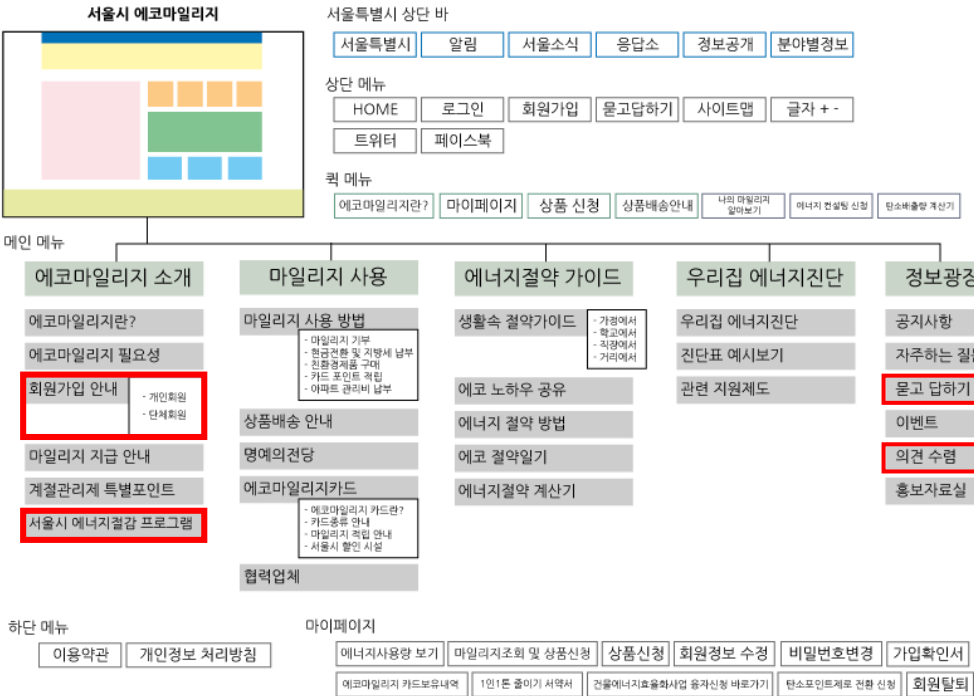 서울시 에코마일리지
서울특별시 상단 바
서울특별시 알림 서울소식 응답소 정보공개 분야별정보
상단 메뉴
HOME 로그인 회원가입 묻고답하기 사이트맵 글자 + -
트위터 페이스북
퀵 메뉴
에코마일리지란? 마이페이지 상품 신청 상품배송안내 나의 마일리지 알아보기 에너지 컨설팅 신청 탄소배출량 계산기
메인 메뉴
에코마일리지 소개
에코마일리지란?
에코마일리지 필요성
회원가입 안내
- 개인회원
- 단체회원
마일리지 지급 안내
계절관리제 특별포인트
서울시 에너지절감 프로그램
마일리지 사용
마일리지 사용 방법
- 마일리지 기부
- 현금전환 및 지방세 납부
- 친환경제품 구매
- 카드 포인트 적립
- 아파트 관리비 납부
상품배송 안내
명예의전당
에코마일리지카드
- 에코마일리지 카드란?
- 카드종류 안내
- 마일리지 적립 안내
- 서울시 할인 시설
협력업체
에너지절약 가이드
생활속 절약가이드
- 가정에서
- 학교에서
- 직장에서
- 거리에서
에코 노하우 공유
에너지 절약 방법
에코 절약일기
에너지절약 계산기
우리집 에너지진단
우리집 에너지진단
진단표 예시보기
관련 지원제도
정보광장
공지사항
자주하는 질문
묻고 답하기
이벤트
의견 수렴
홍보자료실
하단 메뉴
이용약관 개인정보 처리방침
마이페이지
에너지사용량 보기 마일리지조회 및 상품신청 상품신청 회원정보 수정 비밀번호변경 가입확인서
에코마일리지 카드보유내역 1인1톤 줄이기 서약서 건물에너지효율화사업 융자신청 바로가기 탄소포인트제로 전환 신청 회원탈퇴